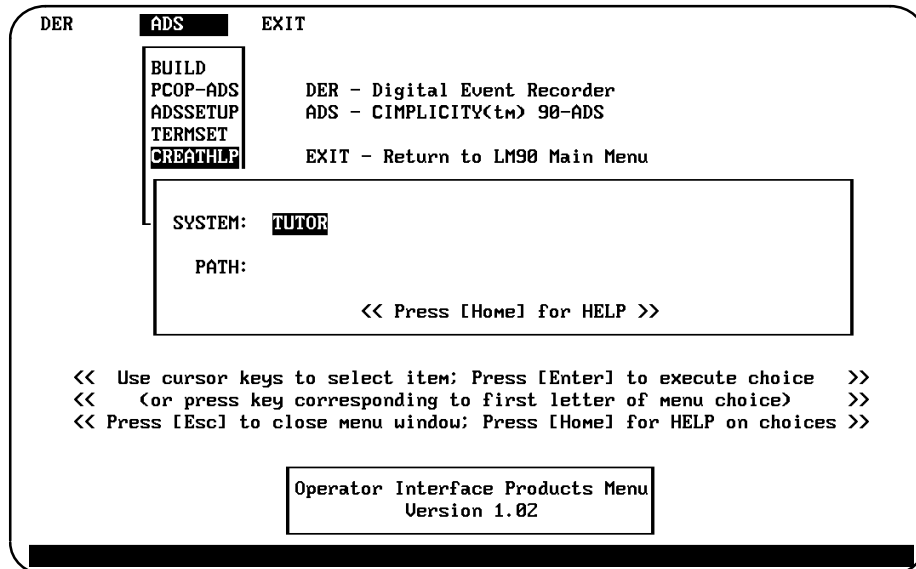 DER ADS EXIT
BUILD
PCOP-ADS DER - Digital Event Recorder
ADSSETUP ADS - CIMPLICITY(tm) 90-ADS
TERMSET
CREATHLP EXIT - Return to LM90 Main Menu
SYSTEM: TUTOR
PATH:
<< Press [Home] for HELP >>
<< Use cursor keys to select item; Press [Enter] to execute choice >>
<< (or press key corresponding to first letter of menu choice) >>
<< Press [Esc] to close menu window; Press [Home] for HELP on choices >>
Operator Interface Products Menu
Version 1.02